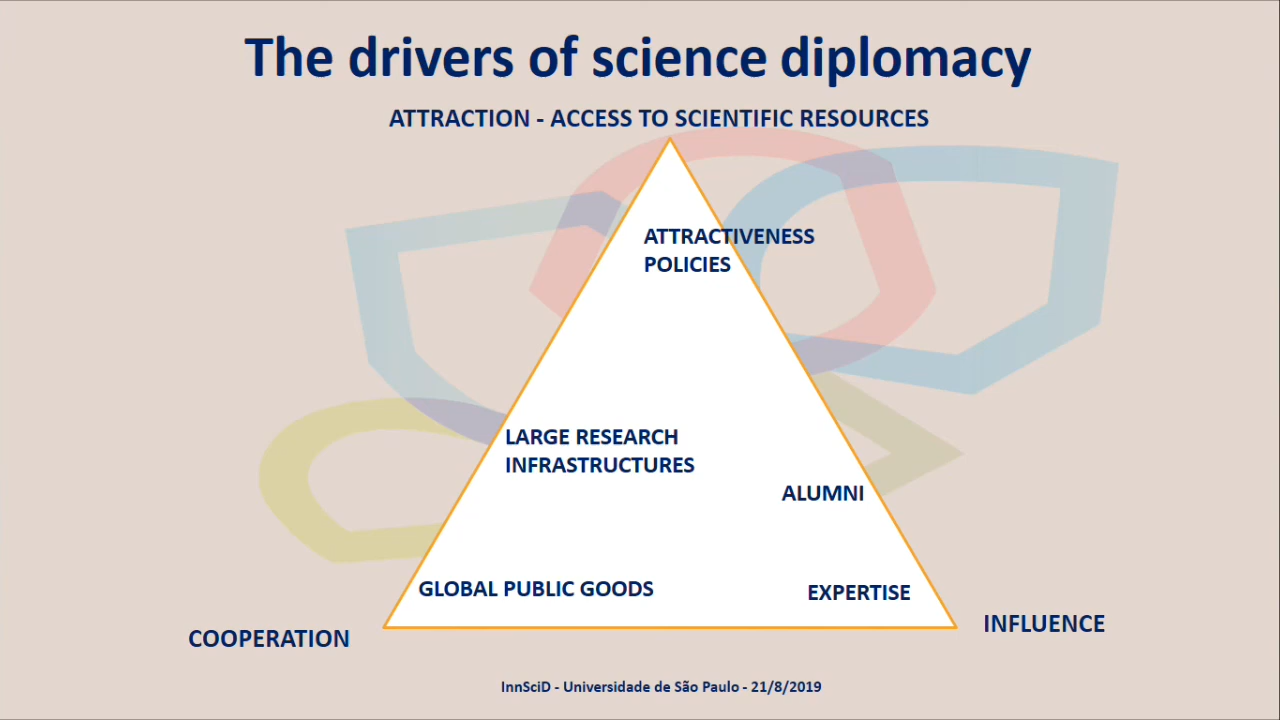 The drivers of science diplomacy
ATTRACTION - ACCESS TO SCIENTIFIC RESOURCES
ATTRACTIVENESS
POLICIES
LARGE RESEARCH
INFRASTRUCTURES
ALUMNI
GLOBAL PUBLIC GOODS
EXPERTISE
COOPERATION
INFLUENCE
InnSciD - Universidade de São Paulo - 21/8/2019